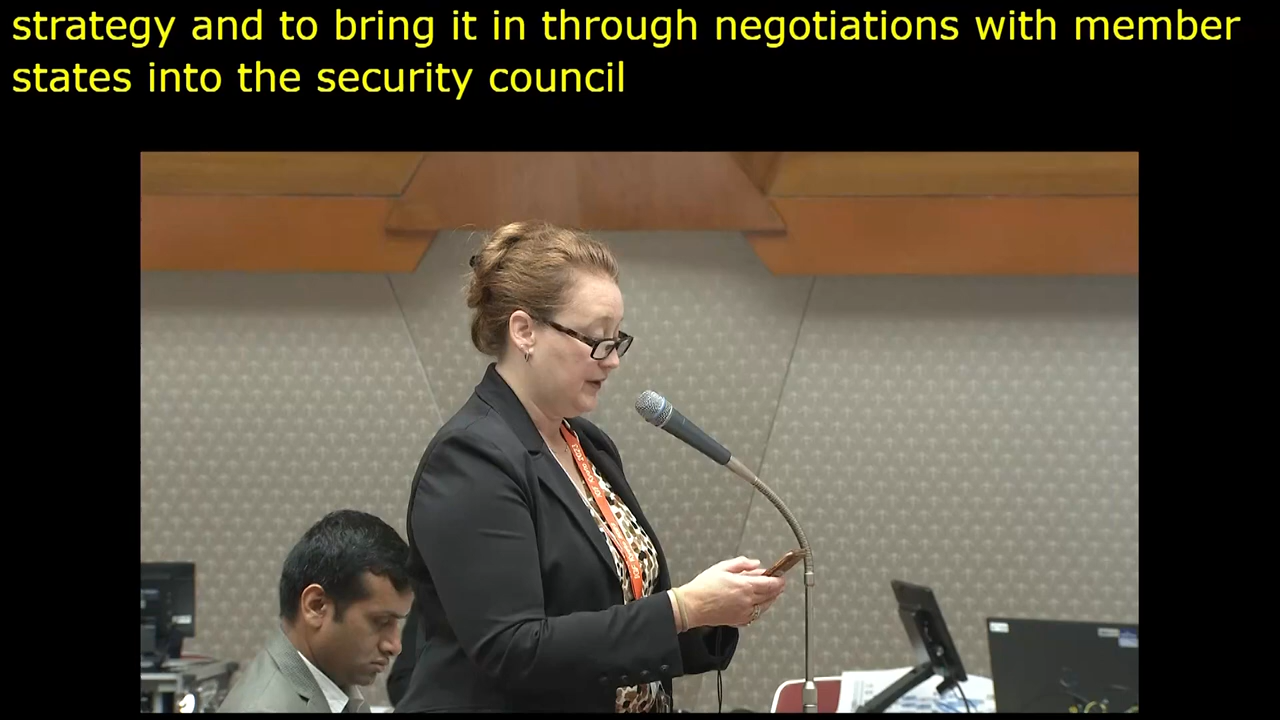 strategy and to bring it in through negotiations with member
states into the security council